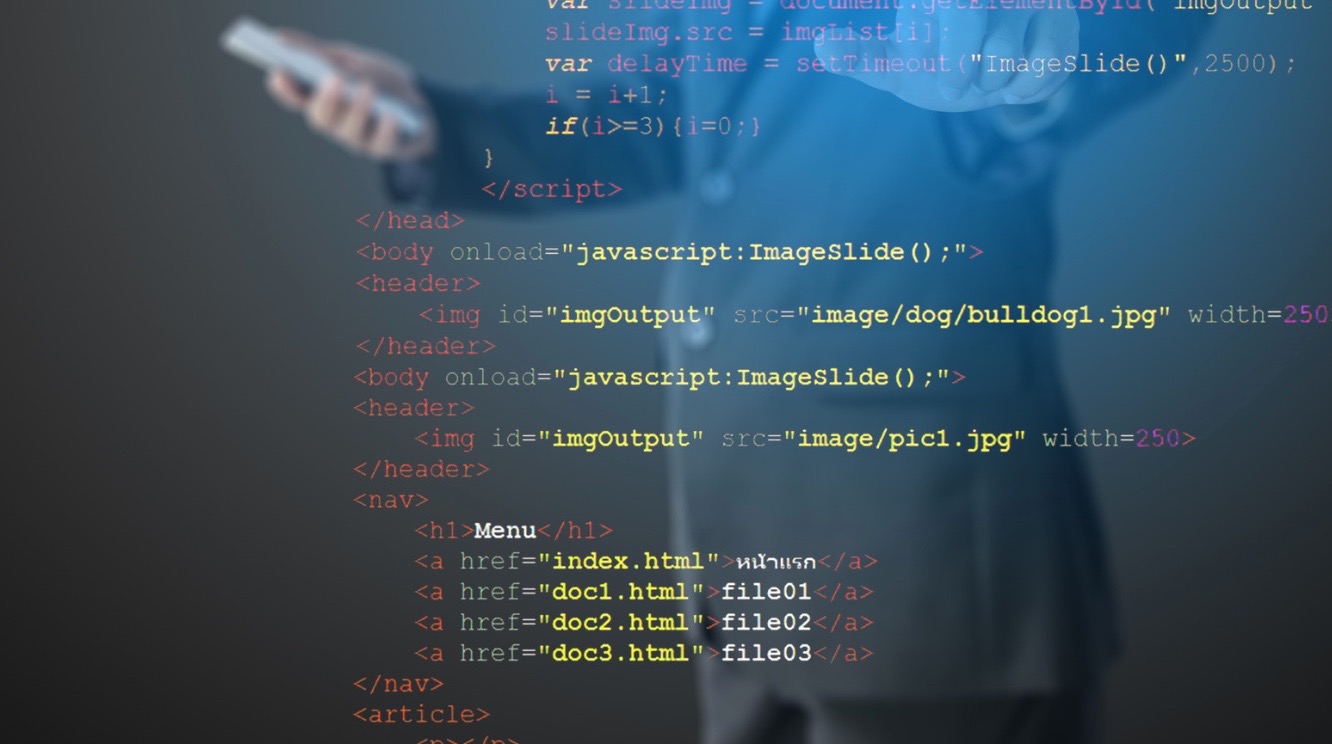 var slideImg = document.getElementById("imgOutput
slideImg.src = imgList[i];
var delayTime = setTimeout("ImageSlide()",2500);
i = i+1;
if(i>=3){i=0;}
}
</script>
</head>
<body onload="javascript:ImageSlide();">
<header>
<img id="imgOutput" src="image/dog/bulldog1.jpg" width=250
</header>
<body onload="javascript:ImageSlide();">
<header>
<img id="imgOutput" src="image/pic1.jpg" width=250>
</header>
<nav>
<h1>Menu</h1>
<a href="index.html">หน้าแรก</a>
<a href="doc1.html">file01</a>
<a href="doc2.html">file02</a>
<a href="doc3.html">file03</a>
</nav>
<article>
<p></p>